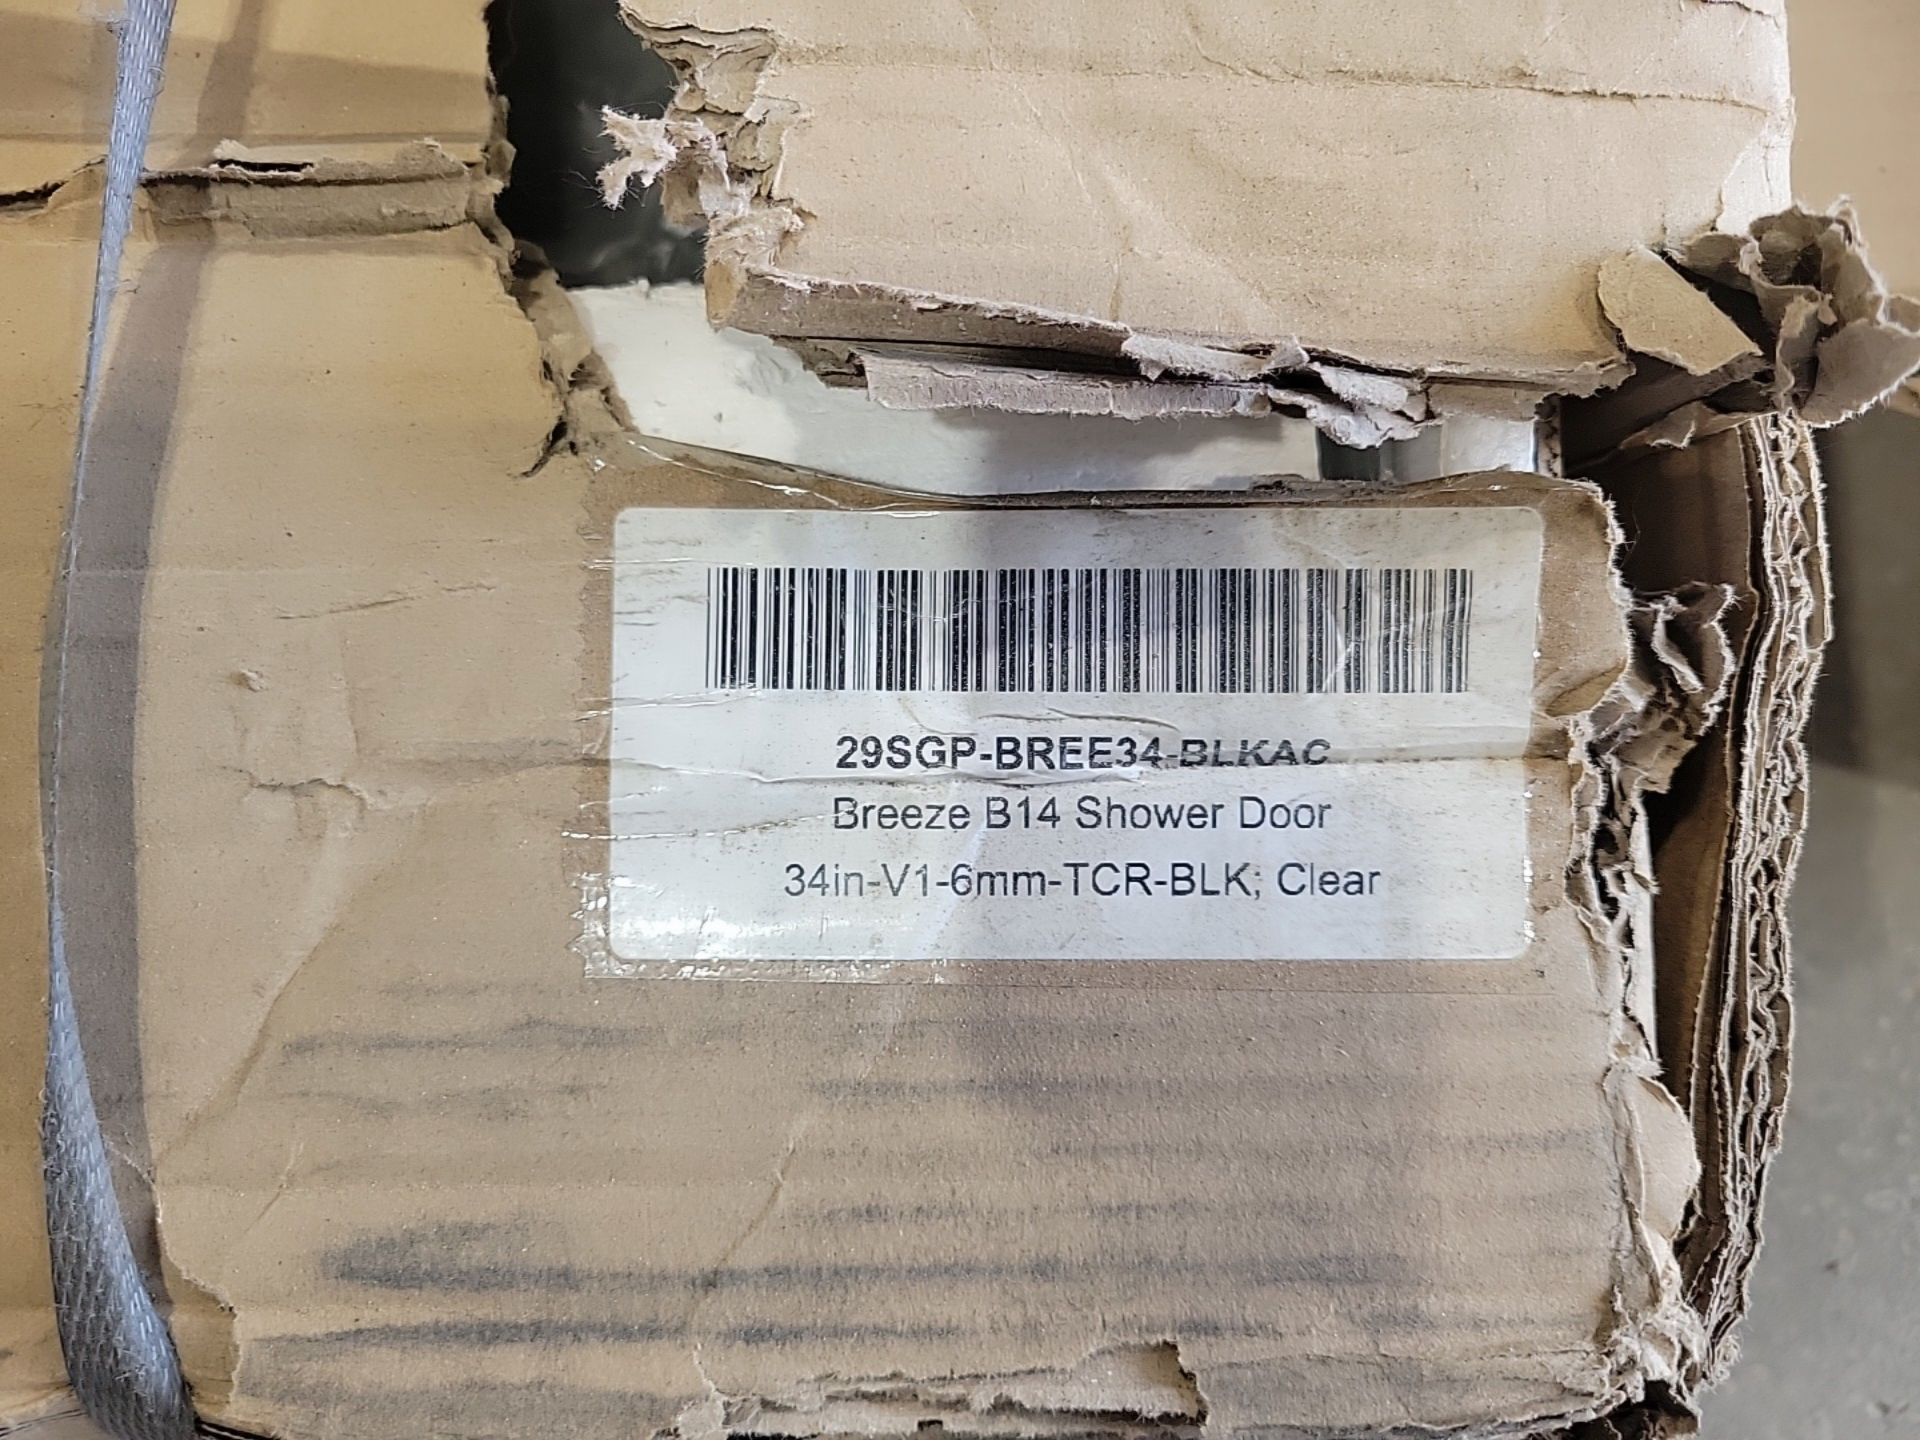 29SGP-BREE34-BLKAC
Breeze B14 Shower Door
34in-V1-6mm-TCR-BLK; Clear